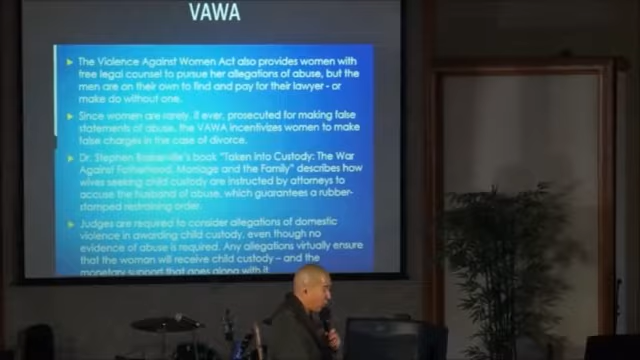 VAWA
The Violence Against Women Act also provides women with
free legal counsel to pursue her allegations of abuse, but the
men are on their own to find and pay for their lawyer - or
make do without one.
Since women are rarely, if ever, prosecuted for making false
statements of abuse, the VAWA incentivizes women to make
false charges in the case of divorce.
Dr. Stephen Baskerville's book "Taken into Custody: The War
Against Fatherhood, Marriage and the Family" describes how
wives seeking child custody are instructed by attorneys to
accuse the husband of abuse, which guarantees a rubber-
stamped restraining order.
Judges are required to consider allegations of domestic
violence in awarding child custody, even though no
evidence of abuse is required. Any allegations virtually ensure
that the woman will receive child custody - and the
monetary support that goes along with it.